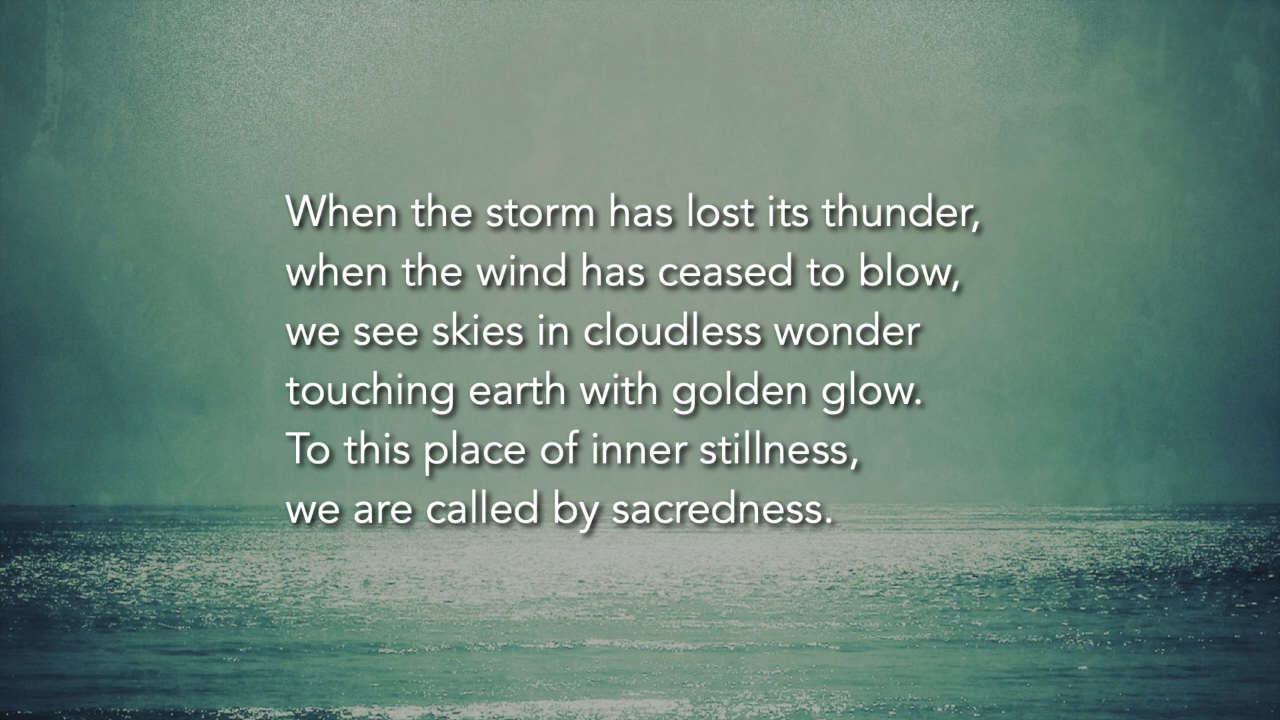 When the storm has lost its thunder,
when the wind has ceased to blow,
we see skies in cloudless wonder
touching earth with golden glow.
To this place of inner stillness,
we are called by sacredness.